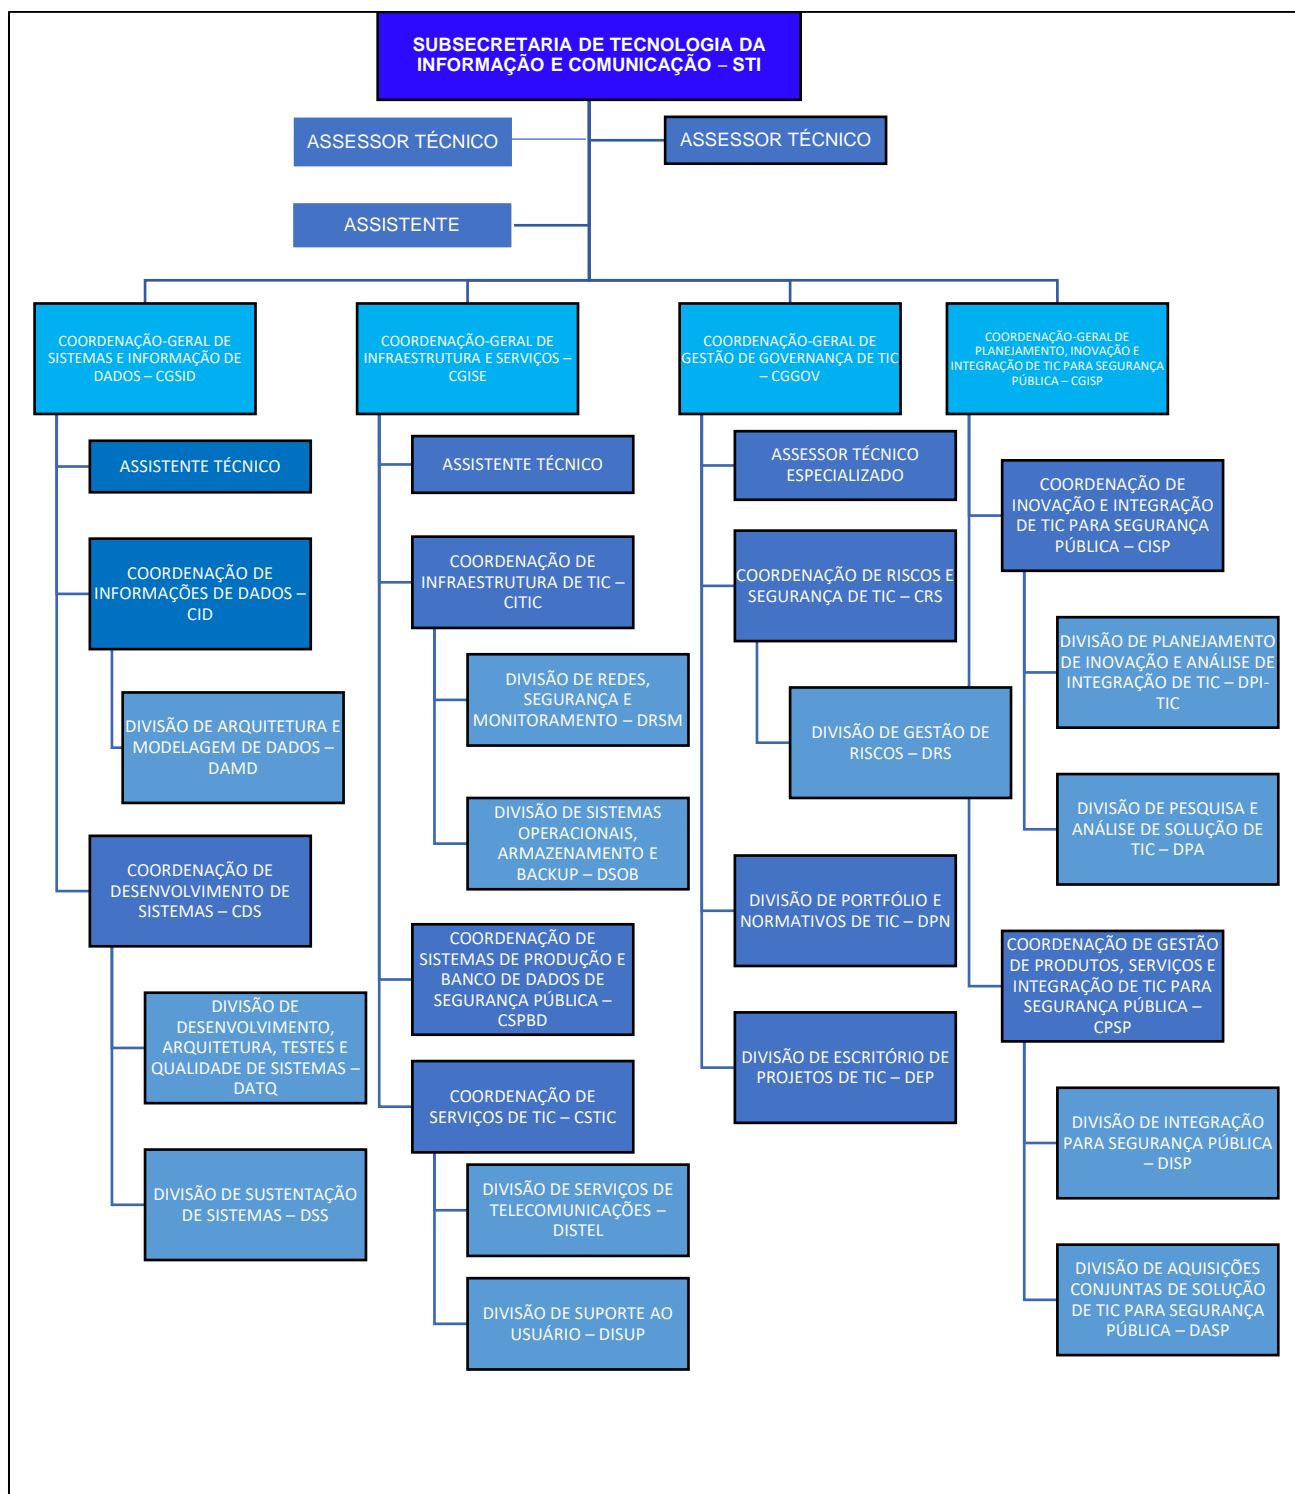 SUBSECRETARIA DE TECNOLOGIA DA
INFORMAÇÃO E COMUNICAÇÃO – STI
ASSESSOR TÉCNICO
ASSESSOR TÉCNICO
ASSISTENTE
COORDENAÇÃO-GERAL DE
SISTEMAS E INFORMAÇÃO DE
DADOS – CGSID
ASSISTENTE TÉCNICO
COORDENAÇÃO DE
INFORMAÇÕES DE DADOS –
CID
DIVISÃO DE ARQUITETURA E
MODELAGEM DE DADOS –
DAMD
COORDENAÇÃO DE
DESENVOLVIMENTO DE
SISTEMAS – CDS
DIVISÃO DE
DESENVOLVIMENTO,
ARQUITETURA, TESTES E
QUALIDADE DE SISTEMAS –
DATQ
DIVISÃO DE SUSTENTAÇÃO
DE SISTEMAS – DSS
COORDENAÇÃO-GERAL DE
INFRAESTRUTURA E SERVIÇOS –
CGISE
ASSISTENTE TÉCNICO
COORDENAÇÃO DE
INFRAESTRUTURA DE TIC –
CITIC
DIVISÃO DE REDES,
SEGURANÇA E
MONITORAMENTO – DRSM
DIVISÃO DE SISTEMAS
OPERACIONAIS,
ARMAZENAMENTO E
BACKUP – DSOB
COORDENAÇÃO DE
SISTEMAS DE PRODUÇÃO E
BANCO DE DADOS DE
SEGURANÇA PÚBLICA –
CSPBD
COORDENAÇÃO DE
SERVIÇOS DE TIC – CSTIC
DIVISÃO DE SERVIÇOS DE
TELECOMUNICAÇÕES –
DISTEL
DIVISÃO DE SUPORTE AO
USUÁRIO – DISUP
COORDENAÇÃO-GERAL DE
GESTÃO DE GOVERNANÇA DE TIC
– CGGOV
ASSESSOR TÉCNICO
ESPECIALIZADO
COORDENAÇÃO DE RISCOS E
SEGURANÇA DE TIC – CRS
DIVISÃO DE GESTÃO DE
RISCOS – DRS
DIVISÃO DE PORTFÓLIO E
NORMATIVOS DE TIC – DPN
DIVISÃO DE ESCRITÓRIO DE
PROJETOS DE TIC – DEP
COORDENAÇÃO-GERAL DE
PLANEJAMENTO, INOVAÇÃO E
INTEGRAÇÃO DE TIC PARA SEGURANÇA
PÚBLICA – CGISP
COORDENAÇÃO DE
INOVAÇÃO E INTEGRAÇÃO
DE TIC PARA SEGURANÇA
PÚBLICA – CISP
DIVISÃO DE PLANEJAMENTO
DE INOVAÇÃO E ANÁLISE DE
INTEGRAÇÃO DE TIC – DPI-
TIC
DIVISÃO DE PESQUISA E
ANÁLISE DE SOLUÇÃO DE
TIC – DPA
COORDENAÇÃO DE GESTÃO
DE PRODUTOS, SERVIÇOS E
INTEGRAÇÃO DE TIC PARA
SEGURANÇA PÚBLICA –
CPSP
DIVISÃO DE INTEGRAÇÃO
PARA SEGURANÇA PÚBLICA
– DISP
DIVISÃO DE AQUISIÇÕES
CONJUNTAS DE SOLUÇÃO
DE TIC PARA SEGURANÇA
PÚBLICA – DASP